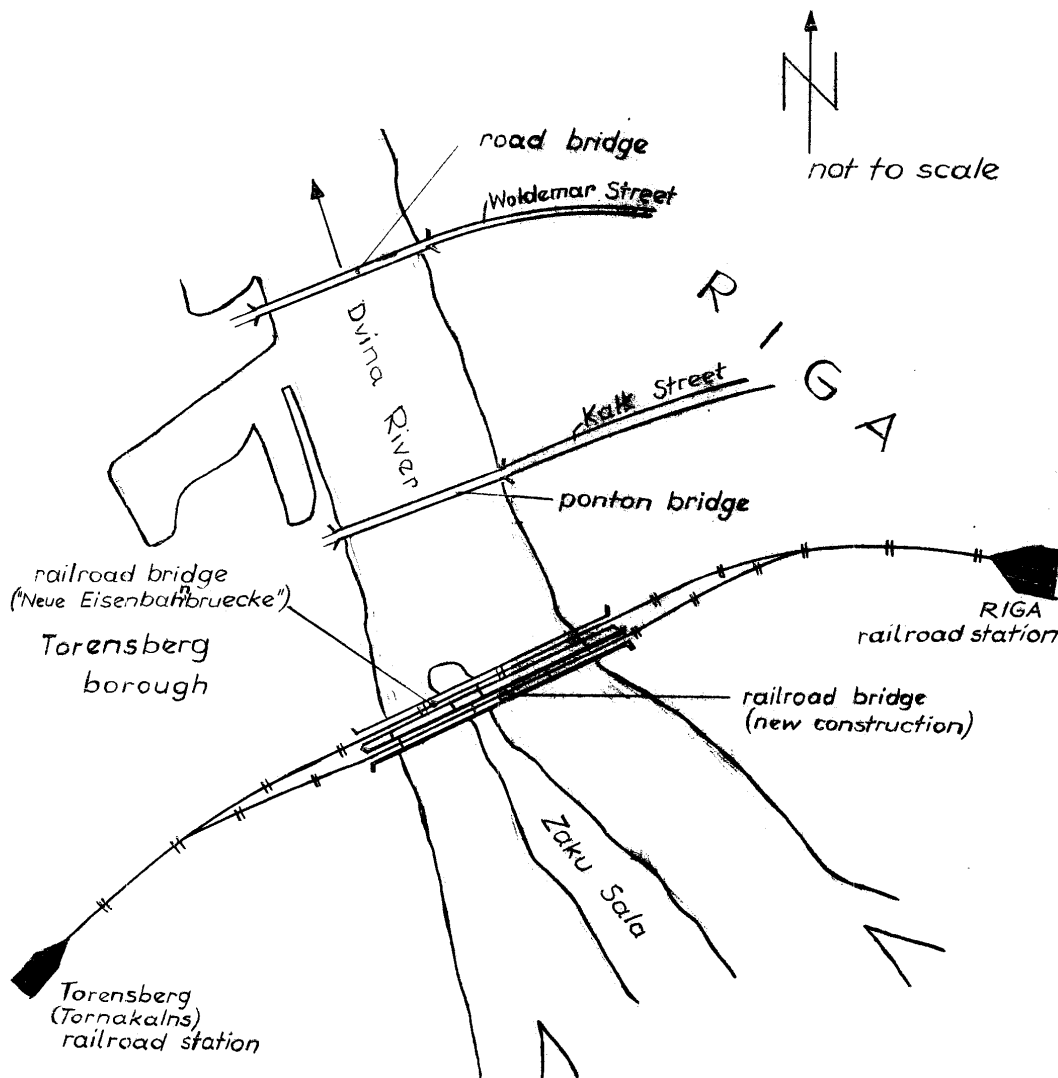 N
not to scale
road bridge
Woldemar Street
Dvina River
RIGA
Kalk Street
ponton bridge
railroad bridge
("Neue Eisenbahnbruecke")
Torensberg
borough
RIGA
railroad station
railroad bridge
(new construction)
Zaku Sala
Torensberg
(Tornakalns)
railroad station